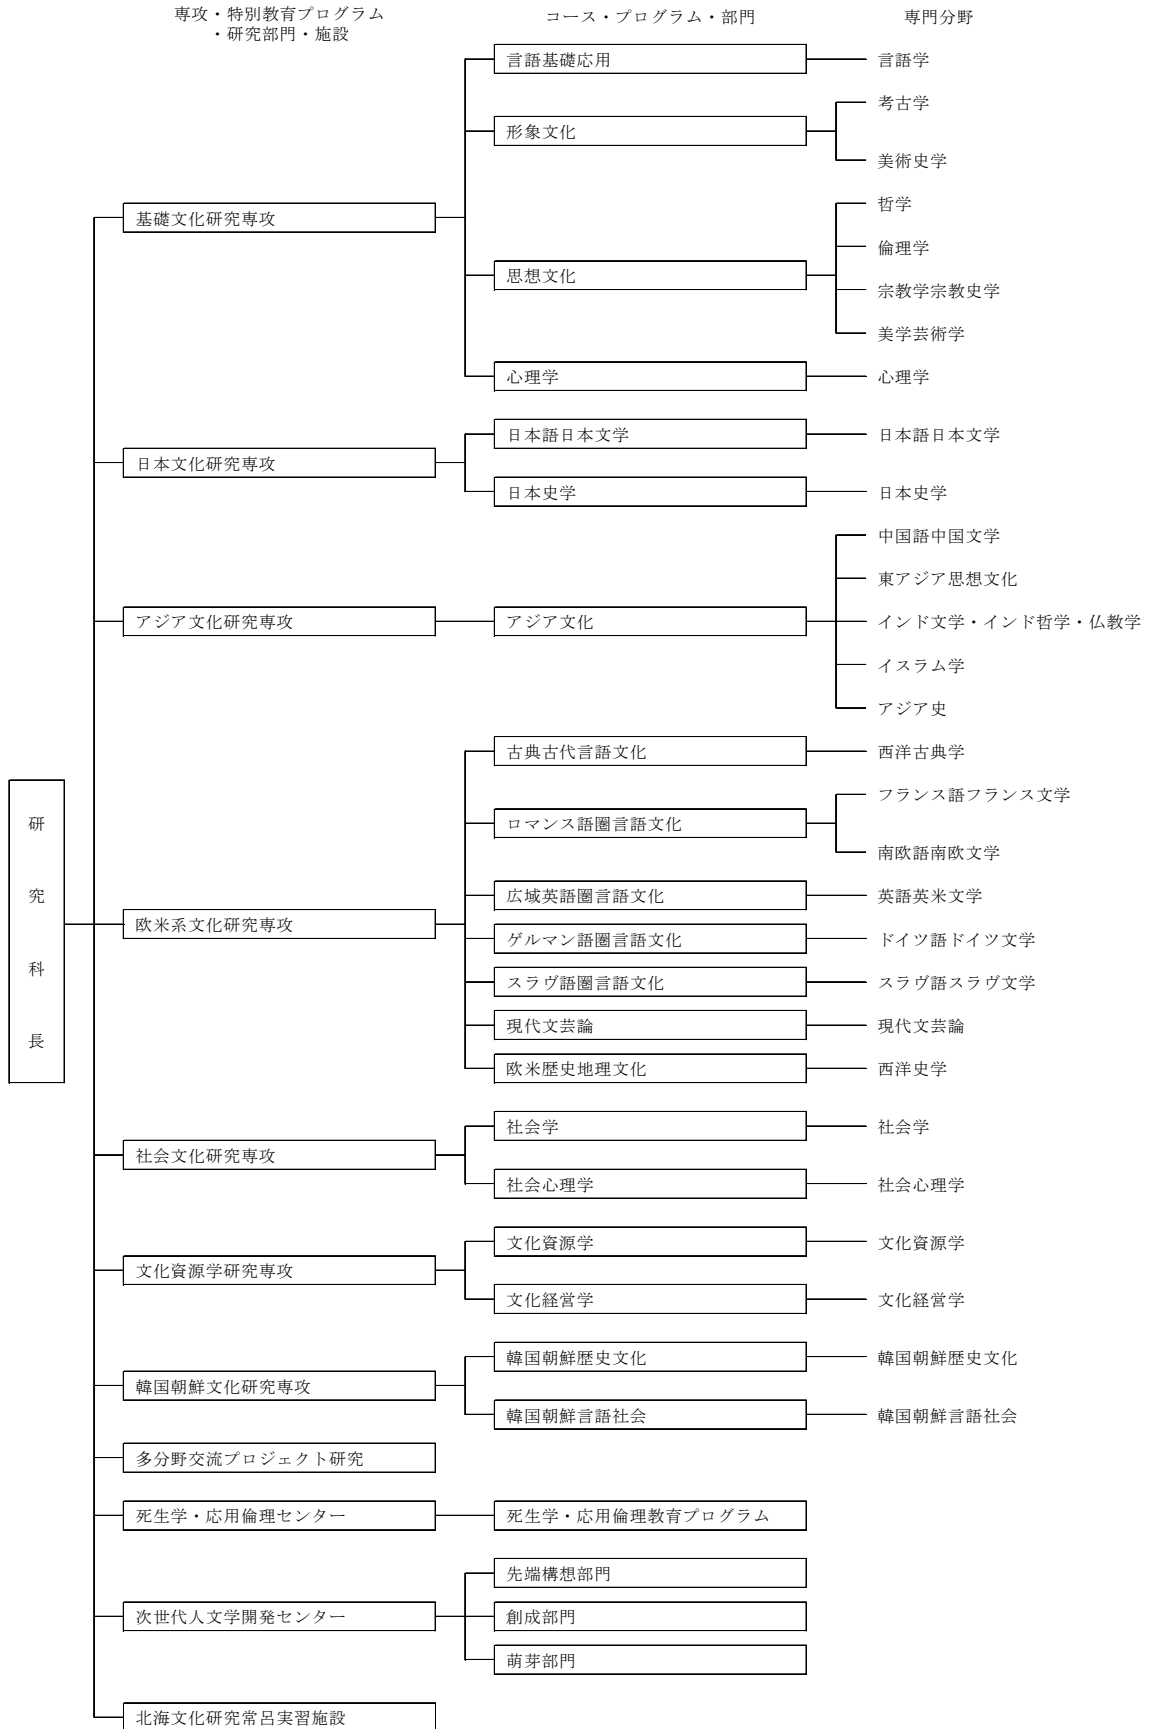 専攻・特別教育プログラム
・研究部門・施設
コース・プログラム・部門
専門分野
研究科長
基礎文化研究専攻
言語基礎応用
言語学
形象文化
考古学
美術史学
思想文化
哲学
倫理学
宗教学宗教史学
美学芸術学
心理学
心理学
日本文化研究専攻
日本語日本文学
日本語日本文学
日本史学
日本史学
アジア文化研究専攻
アジア文化
中国語中国文学
東アジア思想文化
インド文学・インド哲学・仏教学
イスラム学
アジア史
欧米系文化研究専攻
古典古代言語文化
西洋古典学
ロマンス語圏言語文化
フランス語フランス文学
南欧語南欧文学
広域英語圏言語文化
英語英米文学
ゲルマン語圏言語文化
ドイツ語ドイツ文学
スラヴ語圏言語文化
スラヴ語スラヴ文学
現代文芸論
現代文芸論
欧米歴史地理文化
西洋史学
社会文化研究専攻
社会学
社会学
社会心理学
社会心理学
文化資源学研究専攻
文化資源学
文化資源学
文化経営学
文化経営学
韓国朝鮮文化研究専攻
韓国朝鮮歴史文化
韓国朝鮮歴史文化
韓国朝鮮言語社会
韓国朝鮮言語社会
多分野交流プロジェクト研究
死生学・応用倫理センター
死生学・応用倫理教育プログラム
次世代人文学開発センター
先端構想部門
創成部門
萌芽部門
北海文化研究常呂実習施設